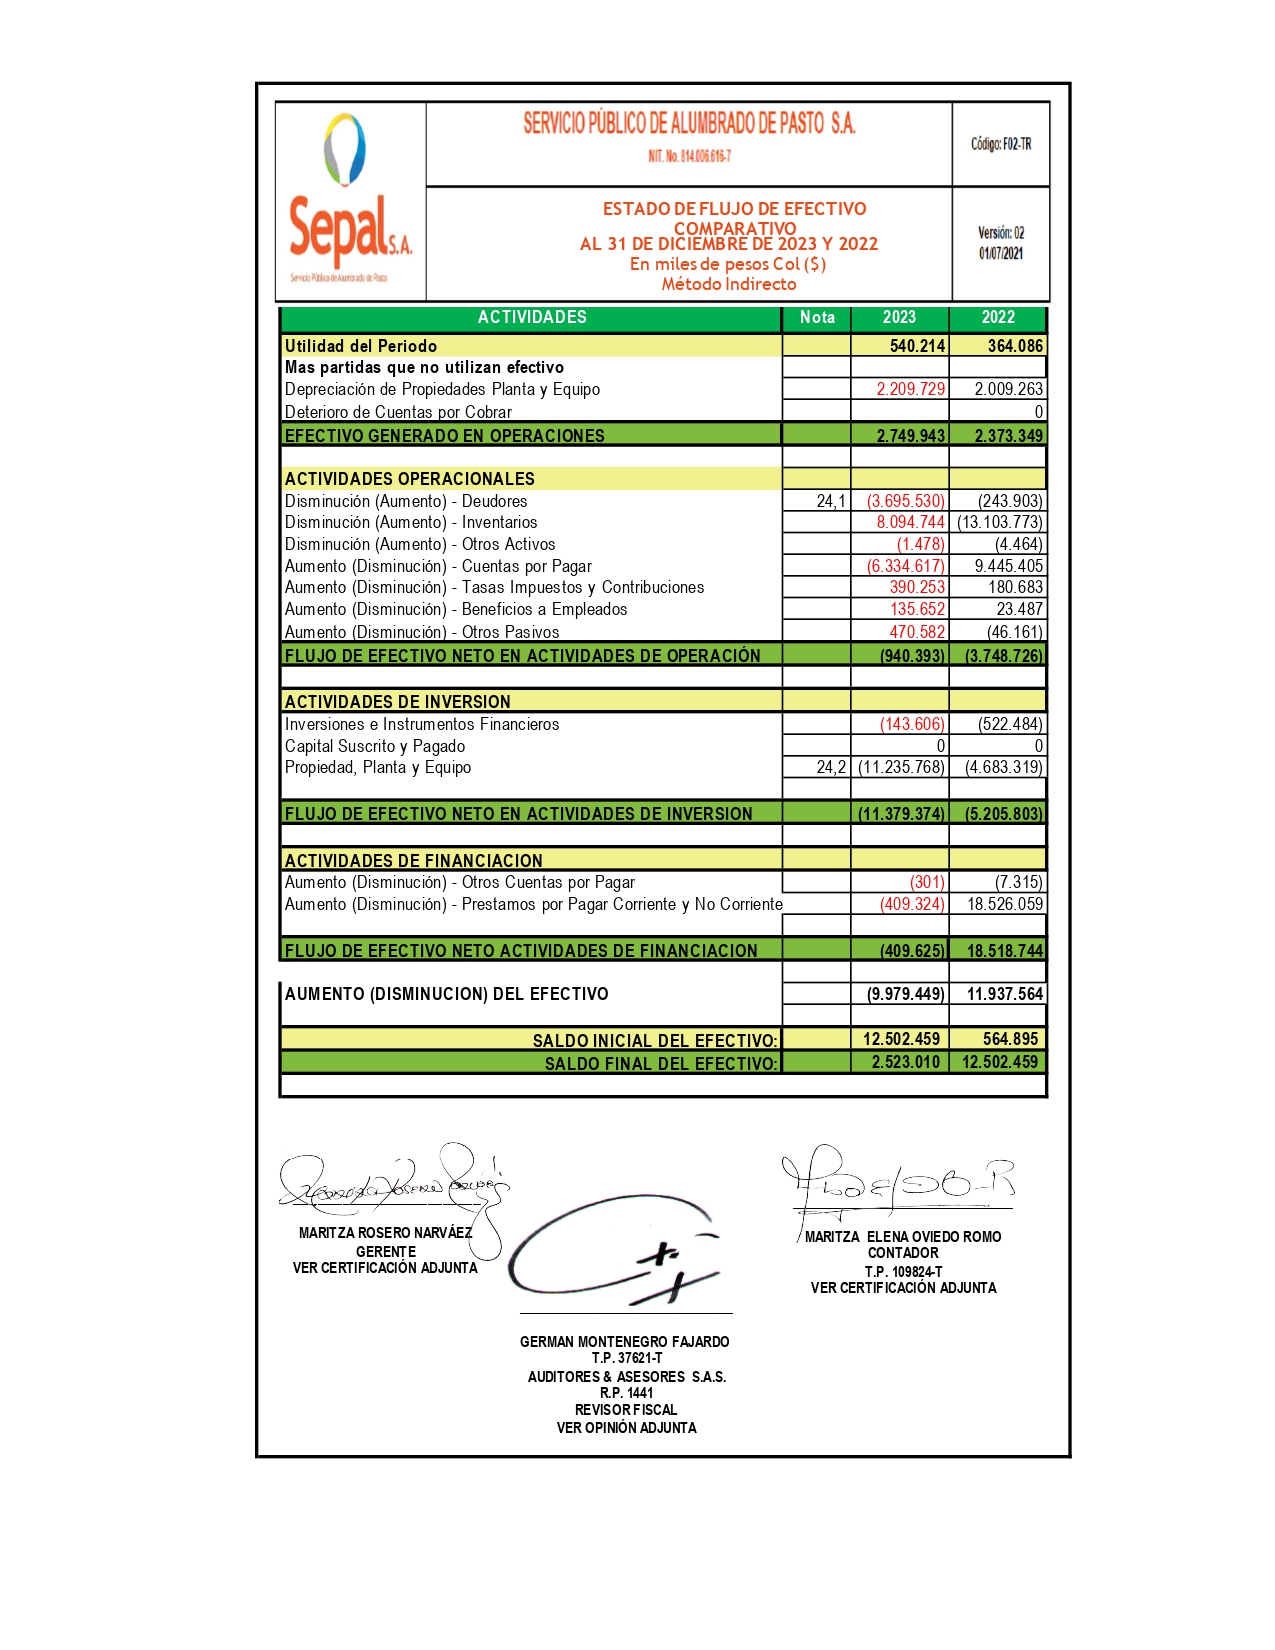 Sepal S.A.
Servicio Público de Alumbrado de Pasto
SERVICIO PÚBLICO DE ALUMBRADO DE PASTO S.A.
NIT. No. 814.006.616-7
Código: F02-TR
ESTADO DE FLUJO DE EFECTIVO
COMPARATIVO
AL 31 DE DICIEMBRE DE 2023 Y 2022
En miles de pesos Col ($)
Método Indirecto
Versión: 02
01/07/2021
ACTIVIDADES Nota 2023 2022
Utilidad del Periodo 540.214 364.086
Mas partidas que no utilizan efectivo
Depreciación de Propiedades Planta y Equipo 2.209.729 2.009.263
Deterioro de Cuentas por Cobrar 0
EFECTIVO GENERADO EN OPERACIONES 2.749.943 2.373.349
ACTIVIDADES OPERACIONALES
Disminución (Aumento) - Deudores 24,1 (3.695.530) (243.903)
Disminución (Aumento) - Inventarios 8.094.744 (13.103.773)
Disminución (Aumento) - Otros Activos (1.478) (4.464)
Aumento (Disminución) - Cuentas por Pagar (6.334.617) 9.445.405
Aumento (Disminución) - Tasas Impuestos y Contribuciones 390.253 180.683
Aumento (Disminución) - Beneficios a Empleados 135.652 23.487
Aumento (Disminución) - Otros Pasivos 470.582 (46.161)
FLUJO DE EFECTIVO NETO EN ACTIVIDADES DE OPERACIÓN (940.393) (3.748.726)
ACTIVIDADES DE INVERSION
Inversiones e Instrumentos Financieros (143.606) (522.484)
Capital Suscrito y Pagado 0 0
Propiedad, Planta y Equipo 24,2 (11.235.768) (4.683.319)
FLUJO DE EFECTIVO NETO EN ACTIVIDADES DE INVERSION (11.379.374) (5.205.803)
ACTIVIDADES DE FINANCIACION
Aumento (Disminución) - Otros Cuentas por Pagar (301) (7.315)
Aumento (Disminución) - Prestamos por Pagar Corriente y No Corriente (409.324) 18.526.059
FLUJO DE EFECTIVO NETO ACTIVIDADES DE FINANCIACION (409.625) 18.518.744
AUMENTO (DISMINUCION) DEL EFECTIVO (9.979.449) 11.937.564
SALDO INICIAL DEL EFECTIVO: 12.502.459 564.895
SALDO FINAL DEL EFECTIVO: 2.523.010 12.502.459
MARITZA ROSERO NARVÁEZ
GERENTE
VER CERTIFICACIÓN ADJUNTA
MARITZA ELENA OVIEDO ROMO
CONTADOR
T.P. 109824-T
VER CERTIFICACIÓN ADJUNTA
GERMAN MONTENEGRO FAJARDO
T.P. 37621-T
AUDITORES & ASESORES S.A.S.
R.P. 1441
REVISOR FISCAL
VER OPINIÓN ADJUNTA